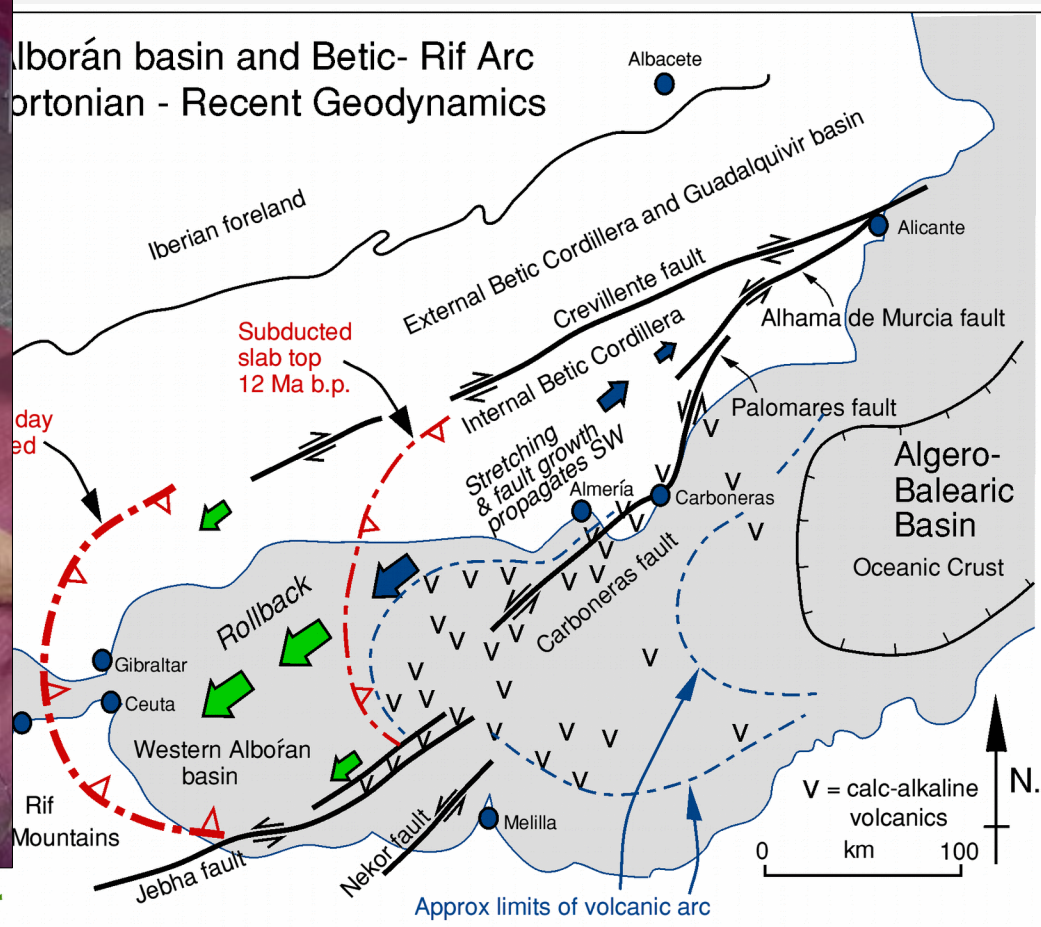 lborán basin and Betic- Rif Arc
ortonian - Recent Geodynamics
Albacete
Iberian foreland
External Betic Cordillera and Guadalquivir basin
Alicante
Crevillente fault
Alhama de Murcia fault
Subducted
slab top
12 Ma b.p.
Internal Betic Cordillera
day
ed
Palomares fault
Stretching
& fault growth
propagates SW
Algero-
Balearic
Basin
Oceanic Crust
Almería
Carboneras
Carboneras fault
Rollback
Gibraltar
Ceuta
Western Alboŕan
basin
Rif
Mountains
V = calc-alkaline
volcanics
N.
0 km 100
Melilla
Nekor fault
Jebha fault
Approx limits of volcanic arc